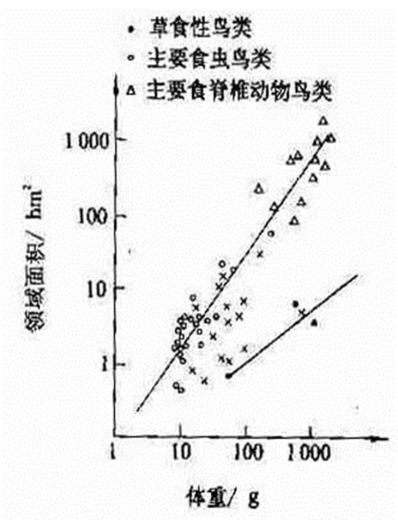 • 草食性鸟类
○ 主要食虫鸟类
△ 主要食脊椎动物鸟类
领域面积/ hm²
1 000
100
10
1
1
10
100
1 000
体重/ g